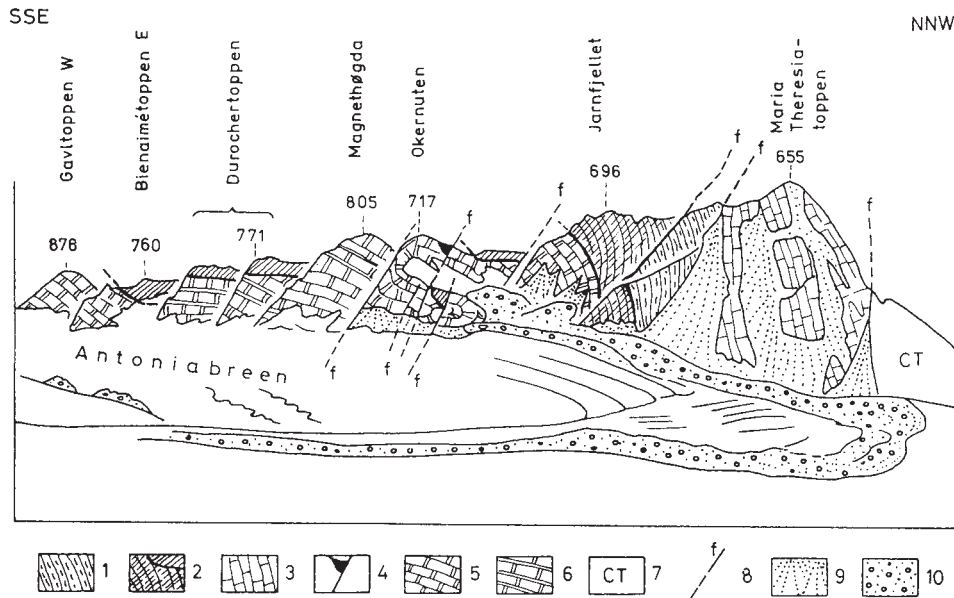 SSE
NNW
Gavltoppen W
Bienaimétoppen E
Durochertoppen
Magnethøgda
Okernuten
Jarnfjellet
Maria
Theresia-
toppen
876
760
771
805
717
696
655
f
f
f
f
f
f
f
f
Antoniabreen
CT
1
2
3
4
5
CT
6
7
f
8
9
10